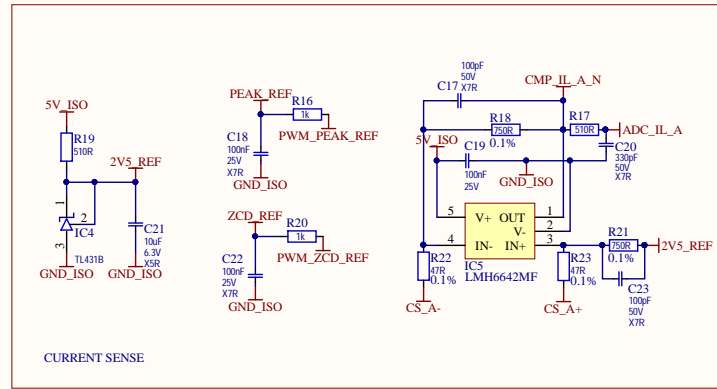 5V_ISO
R19
510R
2V5_REF
1
2
3
IC4
TL431B
GND_ISO
C21
10uF
6.3V
X5R
GND_ISO
PEAK_REF
R16
1k
PWM_PEAK_REF
C18
100nF
25V
X7R
GND_ISO
ZCD_REF
R20
1k
PWM_ZCD_REF
C22
100nF
25V
X7R
GND_ISO
100pF
50V
X7R
C17
CMP_IL_A_N
R18
750R
0.1%
R17
510R
ADC_IL_A
C20
330pF
50V
X7R
5V_ISO
C19
100nF
25V
GND_ISO
5
V+
OUT
1
V-
2
4
IN-
IN+
3
IC5
LMH6642MF
R22
47R
0.1%
CS_A-
R23
47R
0.1%
CS_A+
R21
750R
0.1%
2V5_REF
C23
100pF
50V
X7R
CURRENT SENSE